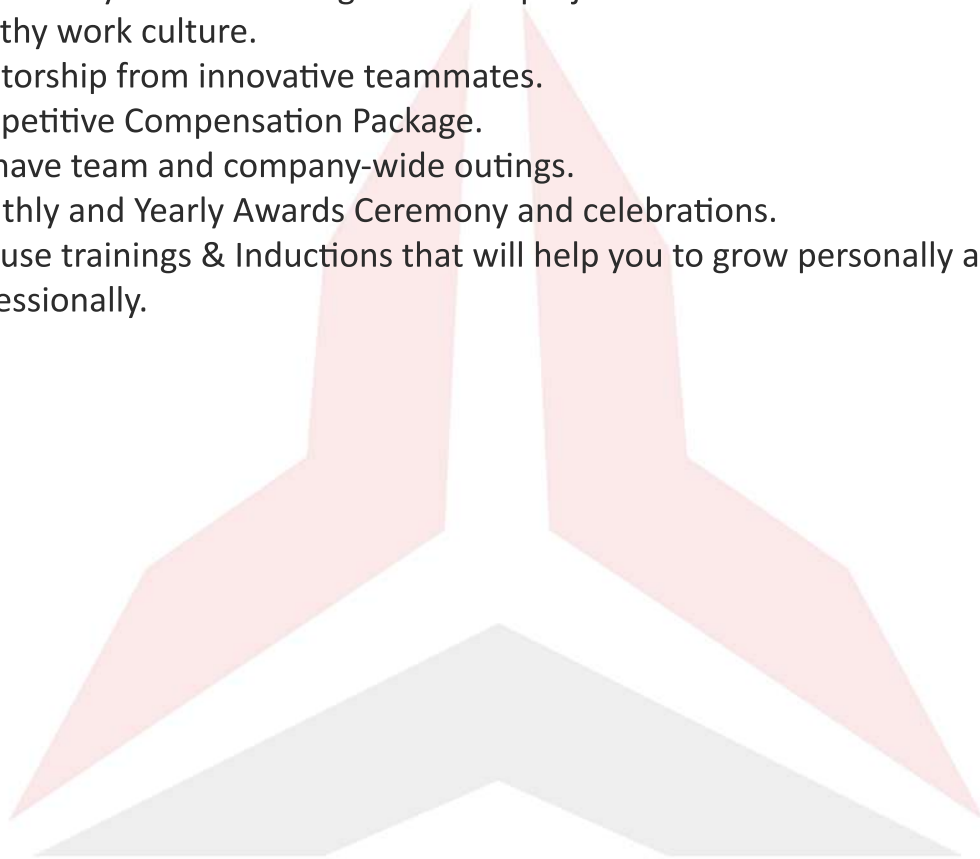 thy work culture.
torship from innovative teammates.
petitive Compensation Package.
have team and company-wide outings.
thly and Yearly Awards Ceremony and celebrations.
use trainings & Inductions that will help you to grow personally a
essionally.